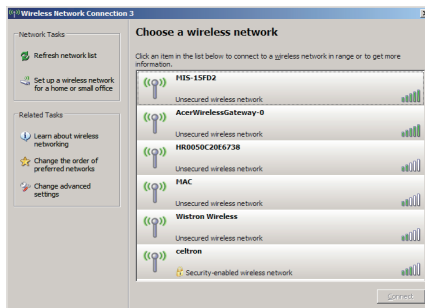 Wireless Network Connection 3
Network Tasks
Refresh network list
Set up a wireless network
for a home or small office
Related Tasks
Learn about wireless
networking
Change the order of
preferred networks
Change advanced
settings
Choose a wireless network
Click an item in the list below to connect to a wireless network in range or to get more
information.
MIS-15FD2
Unsecured wireless network
AcerWirelessGateway-0
Unsecured wireless network
HR0050C20E6738
Unsecured wireless network
MAC
Unsecured wireless network
Wistron Wireless
Unsecured wireless network
celtron
Security-enabled wireless network
Connect